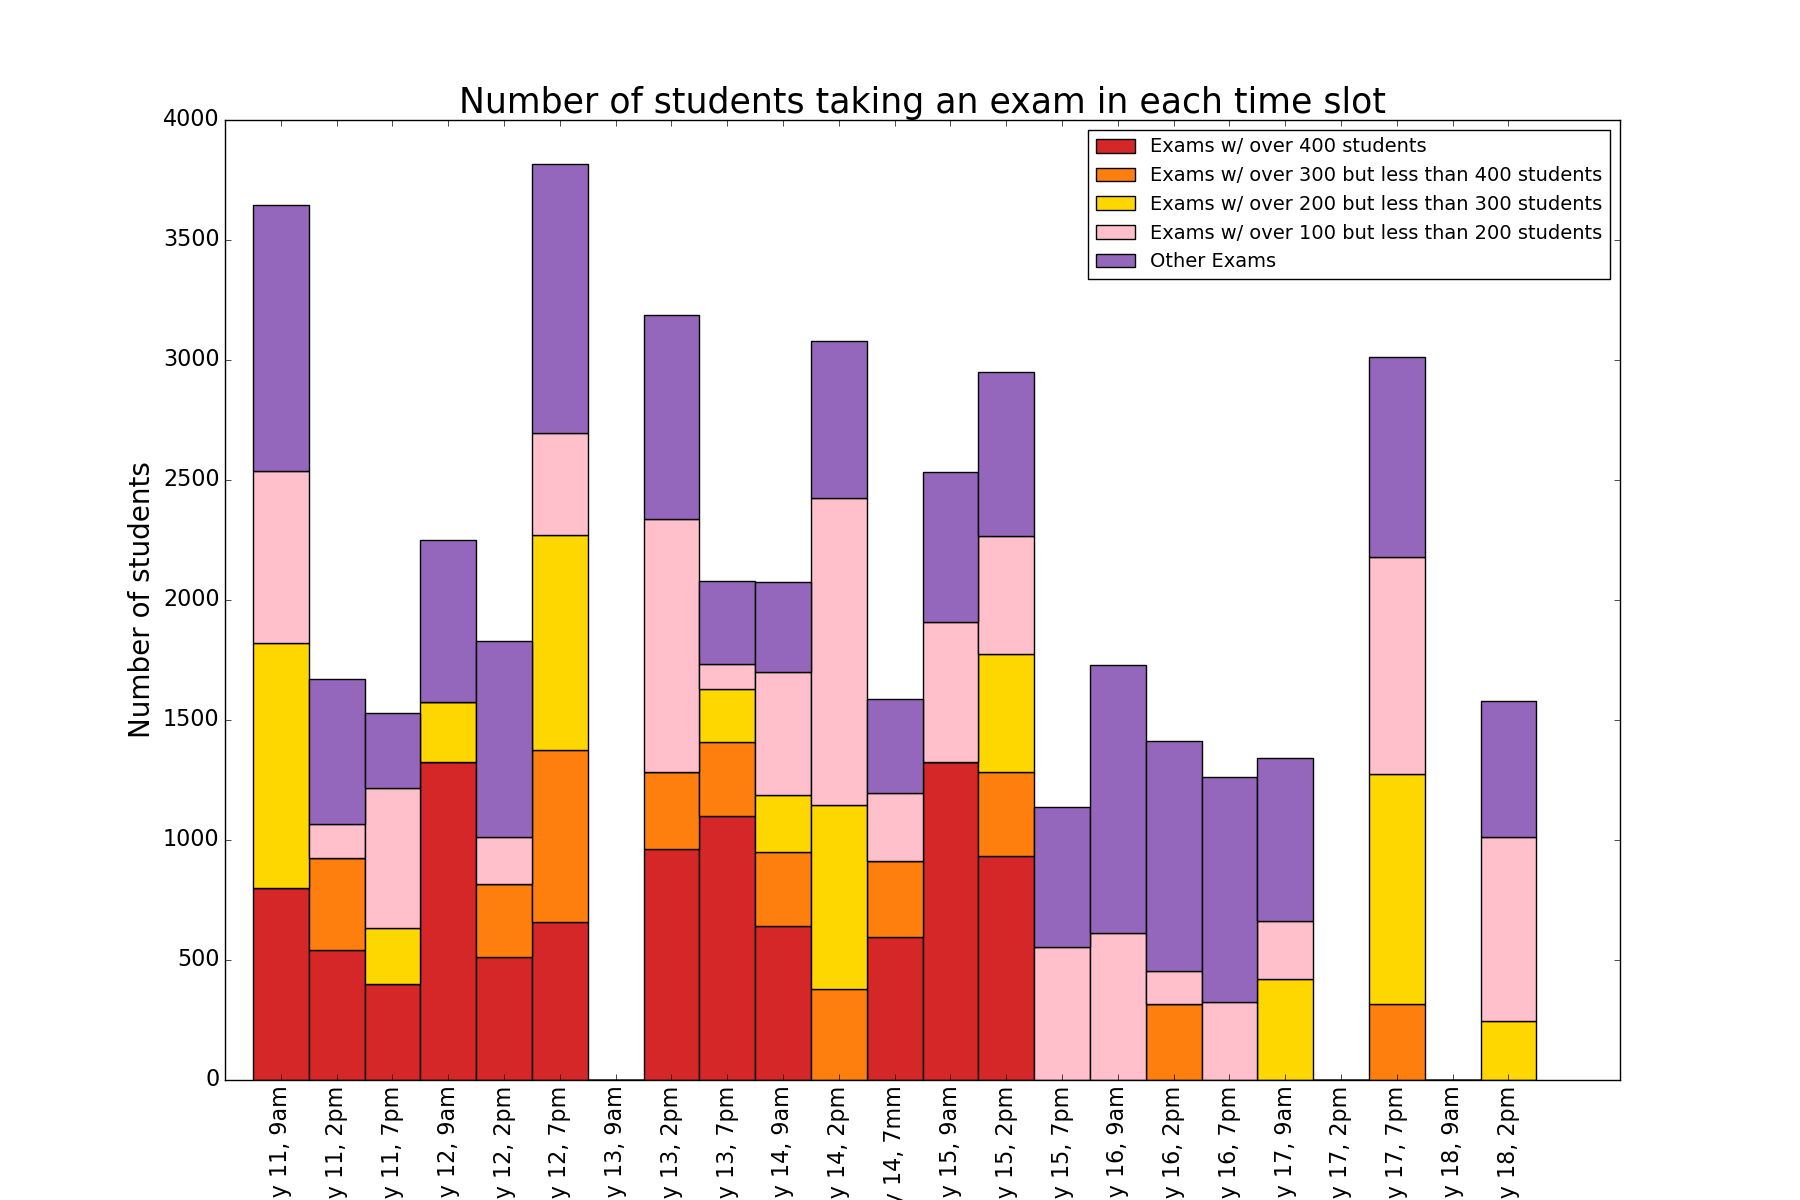 Number of students taking an exam in each time slot
Exams w/ over 400 students
Exams w/ over 300 but less than 400 students
Exams w/ over 200 but less than 300 students
Exams w/ over 100 but less than 200 students
Other Exams
Number of students
4000
3500
3000
2500
2000
1500
1000
500
0
y 11, 9am
y 11, 2pm
y 11, 7pm
y 12, 9am
y 12, 2pm
y 12, 7pm
y 13, 9am
y 13, 2pm
y 13, 7pm
y 14, 9am
y 14, 2pm
y 14, 7mm
y 15, 9am
y 15, 2pm
y 15, 7pm
y 16, 9am
y 16, 2pm
y 16, 7pm
y 17, 9am
y 17, 2pm
y 17, 7pm
y 18, 9am
y 18, 2pm